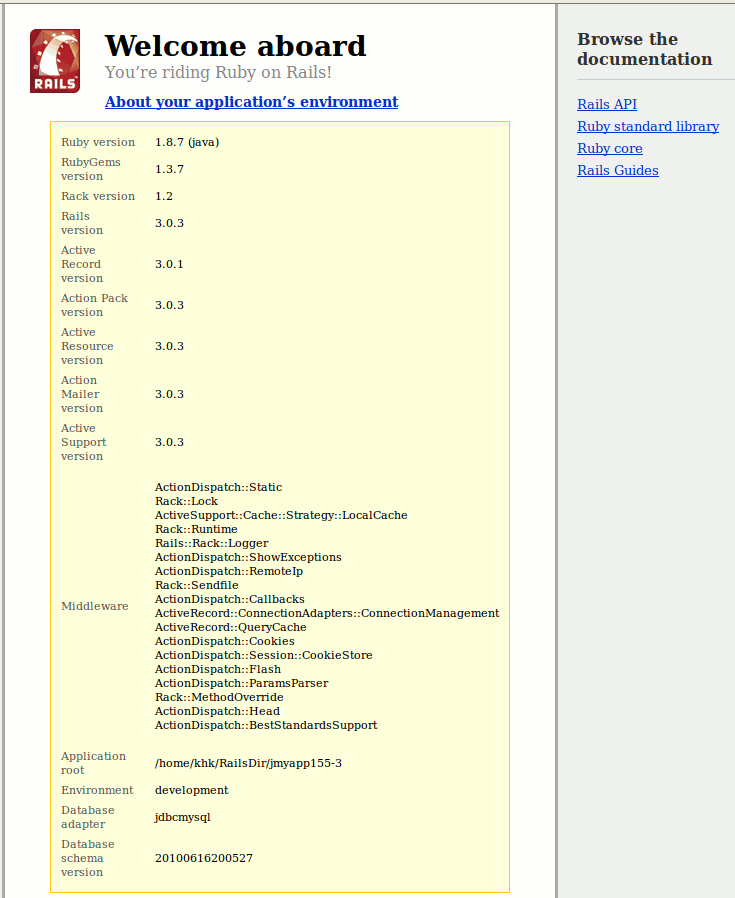 RAILS
Welcome aboard
You’re riding Ruby on Rails!
About your application’s environment
Ruby version 1.8.7 (java)
RubyGems
version 1.3.7
Rack version 1.2
Rails
version 3.0.3
Active
Record
version 3.0.1
Action Pack
version 3.0.3
Active
Resource
version 3.0.3
Action
Mailer
version 3.0.3
Active
Support
version 3.0.3
Middleware
ActionDispatch::Static
Rack::Lock
ActiveSupport::Cache::Strategy::LocalCache
Rack::Runtime
Rails::Rack::Logger
ActionDispatch::ShowExceptions
ActionDispatch::RemoteIp
Rack::Sendfile
ActionDispatch::Callbacks
ActiveRecord::ConnectionAdapters::ConnectionManagement
ActiveRecord::QueryCache
ActionDispatch::Cookies
ActionDispatch::Session::CookieStore
ActionDispatch::Flash
ActionDispatch::ParamsParser
Rack::MethodOverride
ActionDispatch::Head
ActionDispatch::BestStandardsSupport
Application
root /home/khk/RailsDir/jmyapp155-3
Environment development
Database
adapter jdbcmysql
Database
schema
version 20100616200527
Browse the
documentation
Rails API
Ruby standard library
Ruby core
Rails Guides